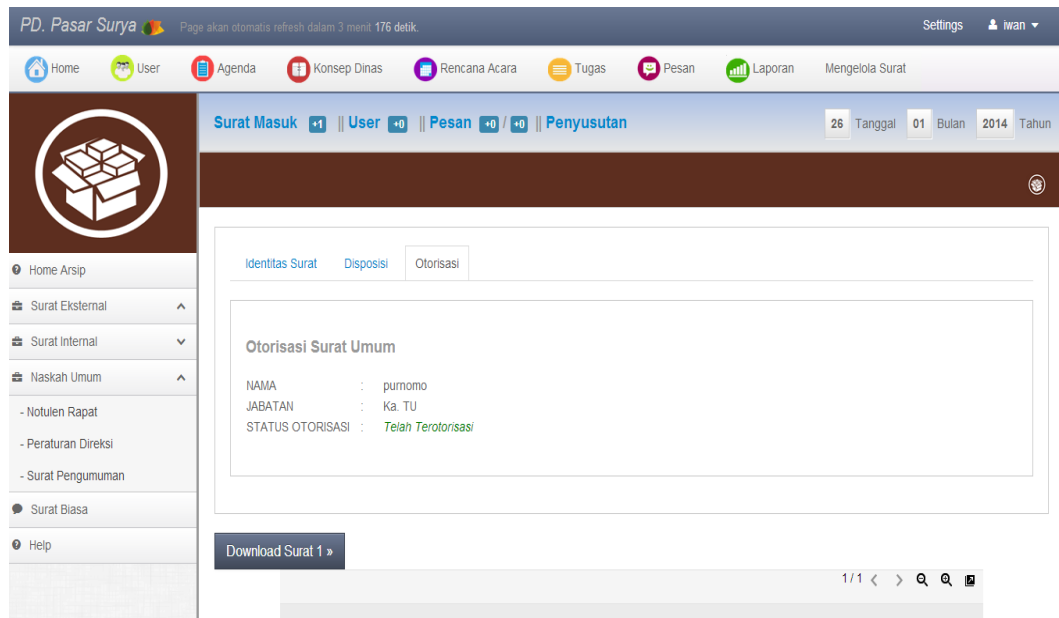 PD. Pasar Surya Page akan otomatis refresh dalam 3 menit 176 detik. Settings iwan
Home User Agenda Konsep Dinas Rencana Acara Tugas Pesan Laporan Mengelola Surat
Surat Masuk +1 || User +0 || Pesan +0 / +0 || Penyusutan 26 Tanggal 01 Bulan 2014 Tahun
Identitas Surat Disposisi Otorisasi
Home Arsip
Surat Eksternal
Surat Internal
Naskah Umum
- Notulen Rapat
- Peraturan Direksi
- Surat Pengumuman
Surat Biasa
Help
Otorisasi Surat Umum
NAMA : purnomo
JABATAN : Ka. TU
STATUS OTORISASI : Telah Terotorisasi
Download Surat 1 »
1 / 1